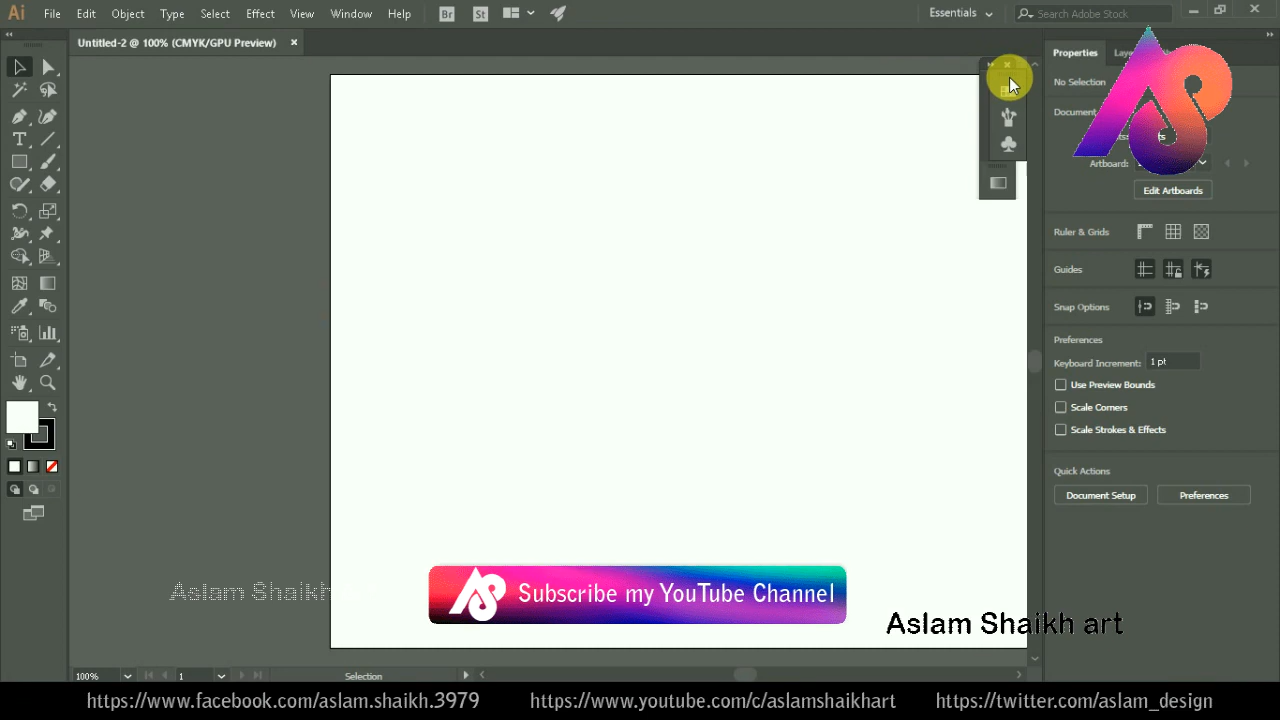 Ai File Edit Object Type Select Effect View Window Help Br St Essentials Search Adobe Stock
Untitled-2 @ 100% (CMYK/GPU Preview)
Properties
No Selection
Document
Artboard:
Edit Artboards
Ruler & Grids
Guides
Snap Options
Preferences
Keyboard Increment: 1 pt
Use Preview Bounds
Scale Corners
Scale Strokes & Effects
Quick Actions
Document Setup Preferences
Aslam Shaikh
Subscribe my YouTube Channel
Aslam Shaikh art
100% 1 Selection
https://www.facebook.com/aslam.shaikh.3979 https://www.youtube.com/c/aslamshaikhart https://twitter.com/aslam_design